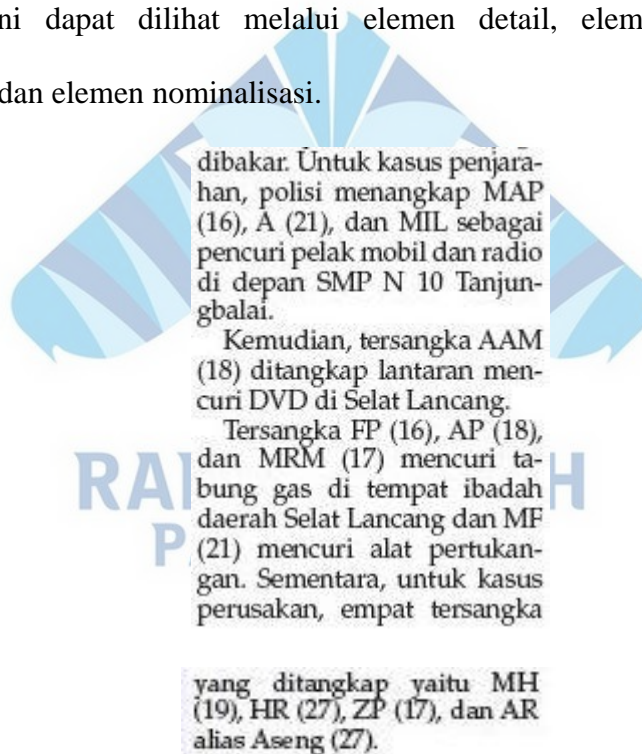 ni dapat dilihat melalui elemen detail, elem
dan elemen nominalisasi.
dibakar. Untuk kasus penjara-
han, polisi menangkap MAP
(16), A (21), dan MIL sebagai
pencuri pelak mobil dan radio
di depan SMP N 10 Tanjun-
gbalai.
Kemudian, tersangka AAM
(18) ditangkap lantaran men-
curi DVD di Selat Lancang.
Tersangka FP (16), AP (18),
dan MRM (17) mencuri ta-
bung gas di tempat ibadah
daerah Selat Lancang dan MF
(21) mencuri alat pertukan-
gan. Sementara, untuk kasus
perusakan, empat tersangka
yang ditangkap yaitu MH
(19), HR (27), ZP (17), dan AR
alias Aseng (27).